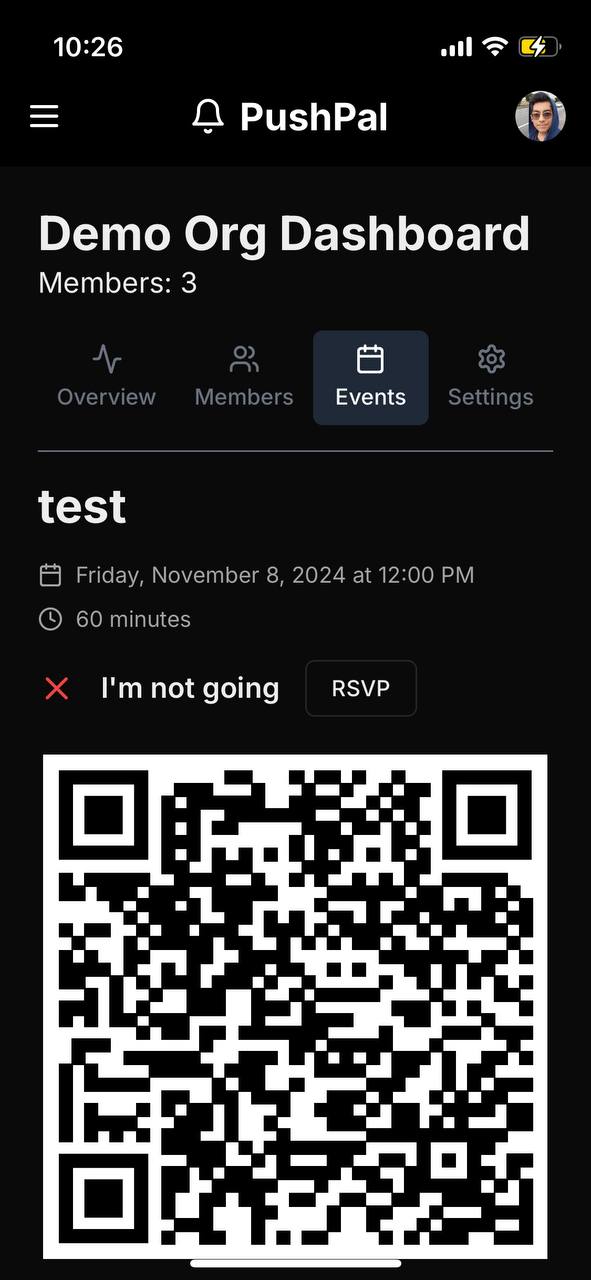 10:26
PushPal
Demo Org Dashboard
Members: 3
Overview Members Events Settings
test
Friday, November 8, 2024 at 12:00 PM
60 minutes
I'm not going RSVP